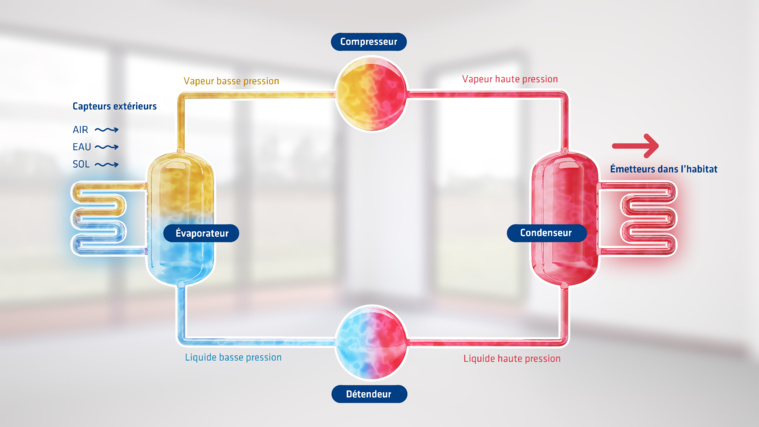 Compresseur
Vapeur basse pression
Vapeur haute pression
Capteurs extérieurs
AIR
EAU
SOL
Émetteurs dans l'habitat
Évaporateur
Condenseur
Liquide basse pression
Liquide haute pression
Détendeur